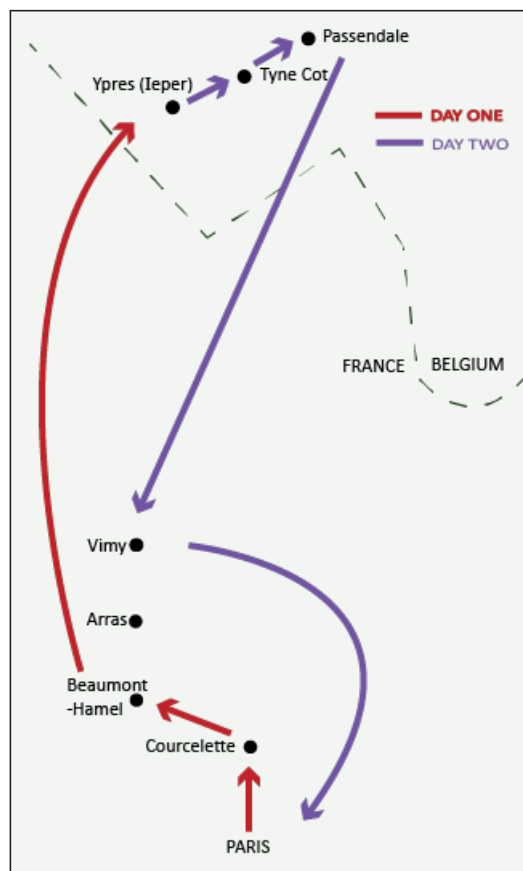 Passendale
Ypres (Ieper)
Tyne Cot
DAY ONE
DAY TWO
FRANCE
BELGIUM
Vimy
Arras
Beaumont
-Hamel
Courcelette
PARIS